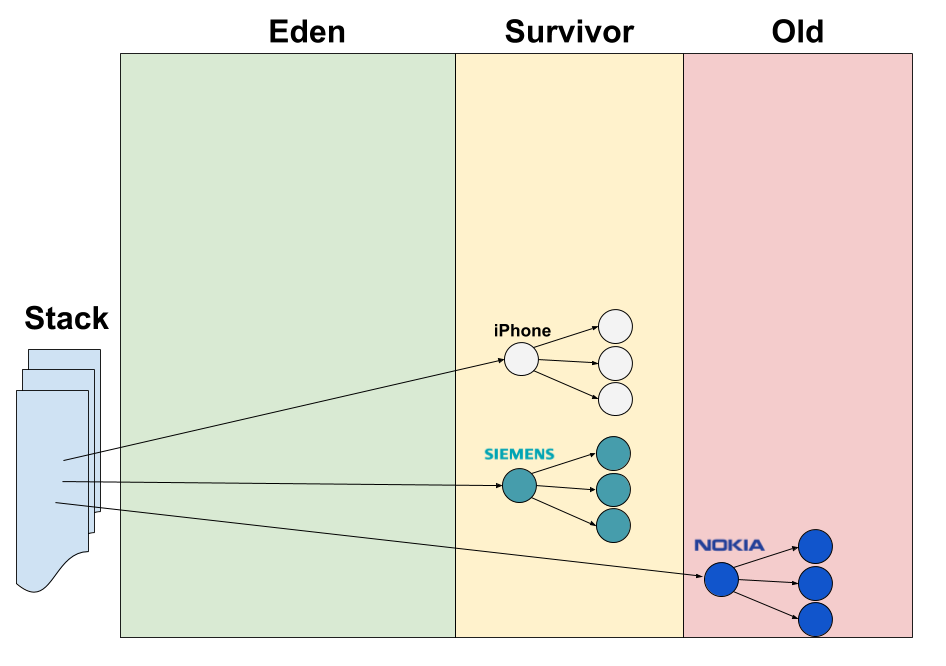 Eden
Survivor
Old
Stack
iPhone
SIEMENS
NOKIA